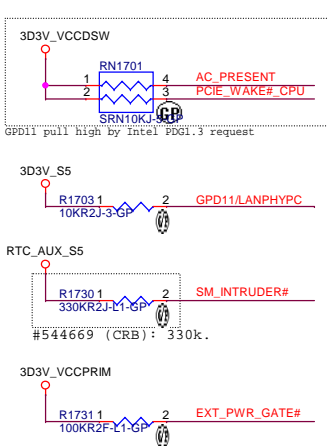 3D3V_VCCDSW
RN1701
1 4 AC_PRESENT
2 3 PCIE_WAKE#_CPU
SRN10KJ-5-GP
GPD11 pull high by Intel PDG1.3 request
3D3V_S5
R1703 1 2 GPD11/LANPHYPC
10KR2J-3-GP
RTC_AUX_S5
R1730 1 2 SM_INTRUDER#
330KR2J-L1-GP
#544669 (CRB): 330k.
3D3V_VCCPRIM
R1731 1 2 EXT_PWR_GATE#
100KR2F-L1-GP